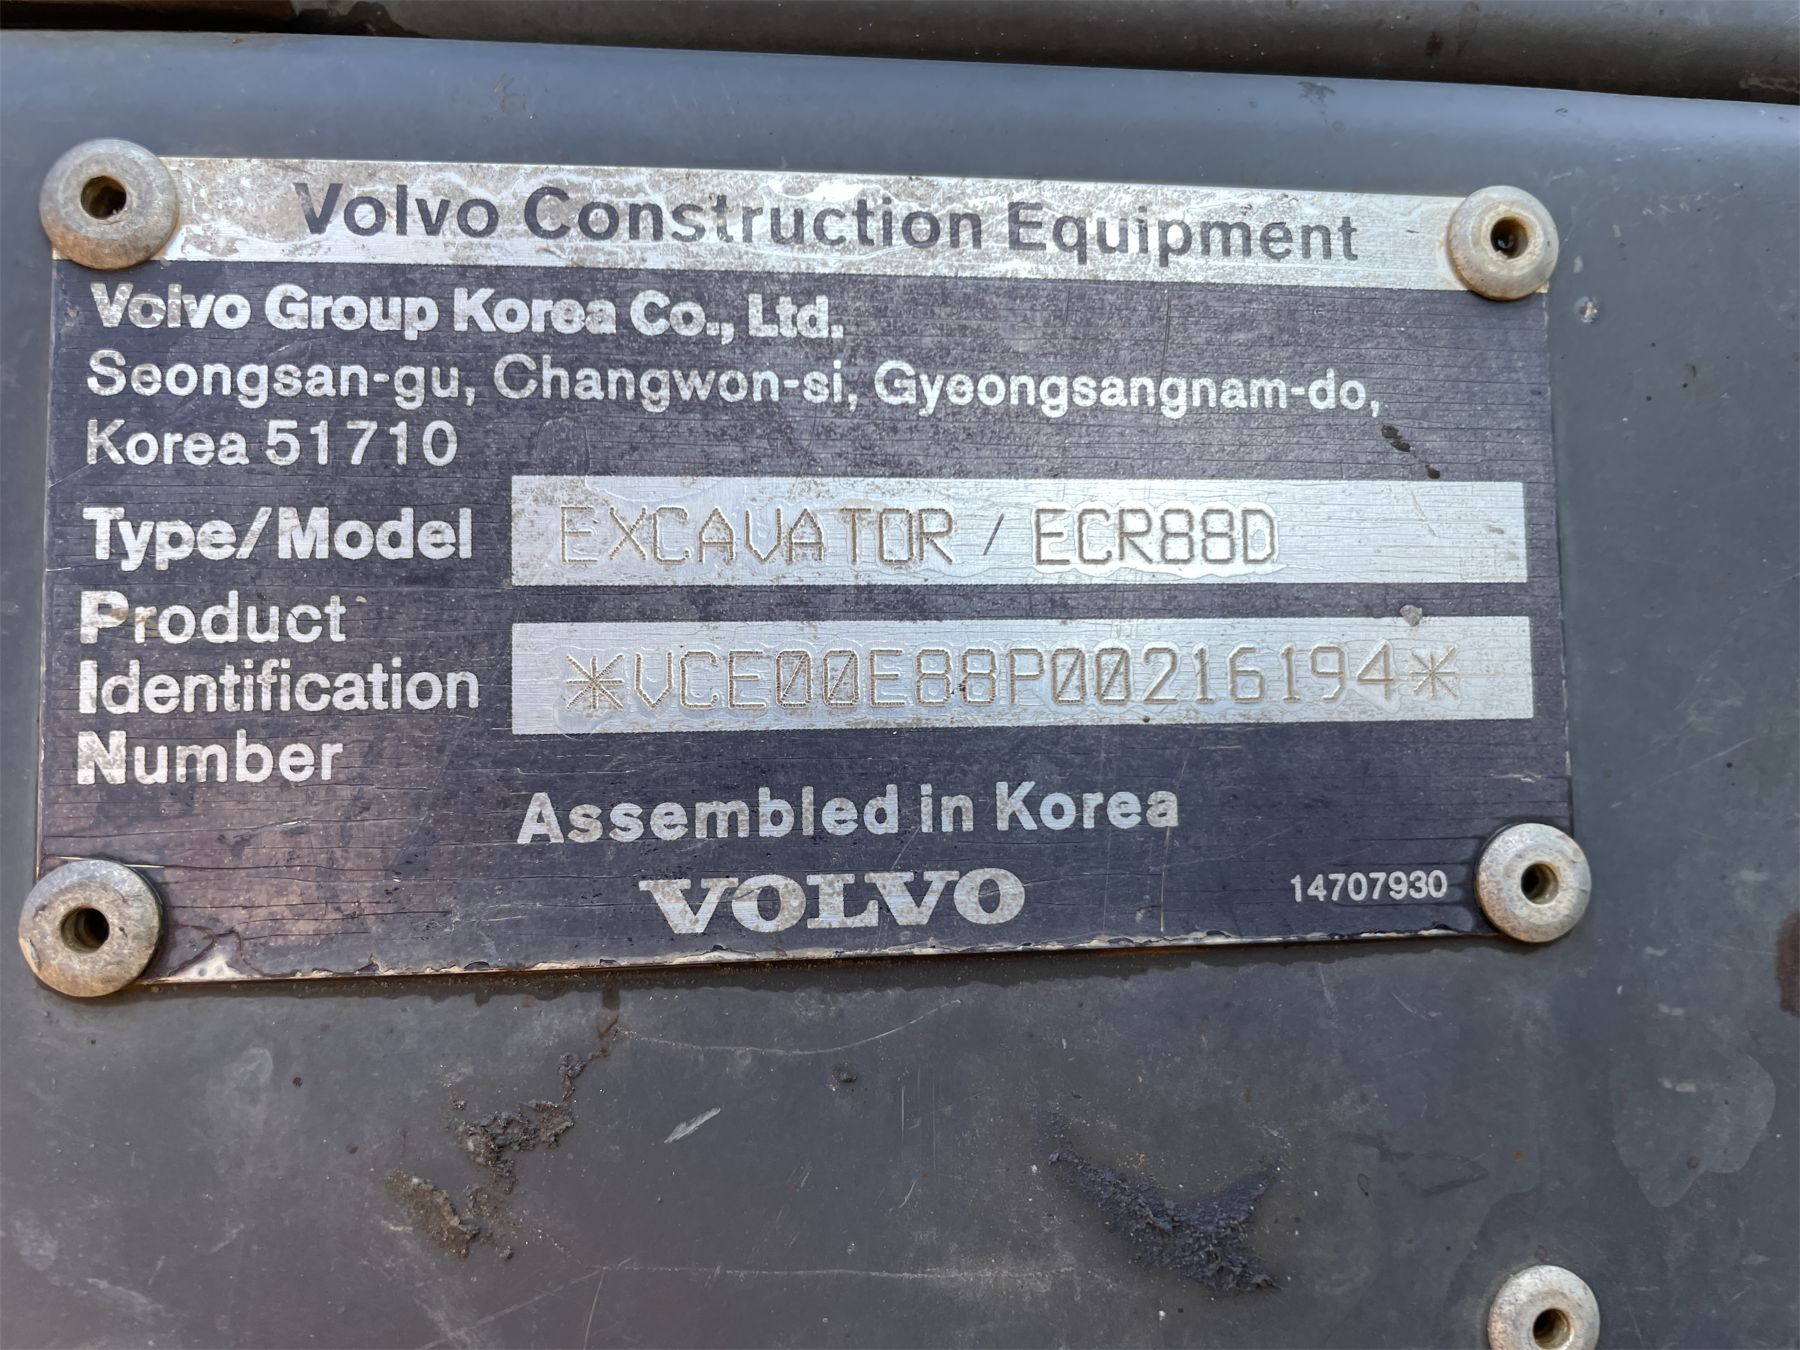 Volvo Construction Equipment
Volvo Group Korea Co., Ltd.
Seongsan-gu, Changwon-si, Gyeongsangnam-do,
Korea 51710
Type/Model EXCAVATOR / ECR88D
Product
Identification *VCE00E88P00216194*
Number
Assembled in Korea
VOLVO
14707930